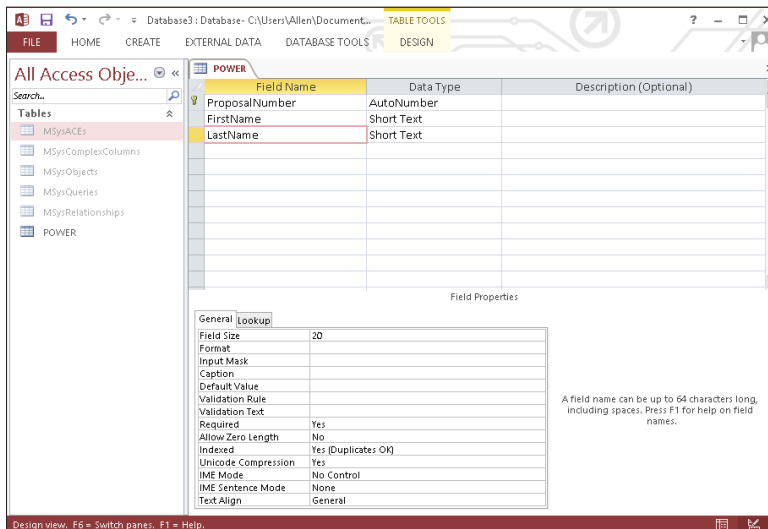 Database3 : Database- C:\Users\Allen\Document...
TABLE TOOLS
?
FILE HOME CREATE EXTERNAL DATA DATABASE TOOLS DESIGN
All Access Obje... «
Search..
Tables
MSysACEs
MSysComplexColumns
MSysObjects
MSysQueries
MSysRelationships
POWER
POWER
Field Name Data Type Description (Optional)
ProposalNumber AutoNumber
FirstName Short Text
LastName Short Text
Field Properties
General Lookup
Field Size 20
Format
Input Mask
Caption
Default Value
Validation Rule
Validation Text
Required Yes
Allow Zero Length No
Indexed Yes (Duplicates OK)
Unicode Compression Yes
IME Mode No Control
IME Sentence Mode None
Text Align General
A field name can be up to 64 characters long,
including spaces. Press F1 for help on field
names.
Design view. F6 = Switch panes. F1 = Help.